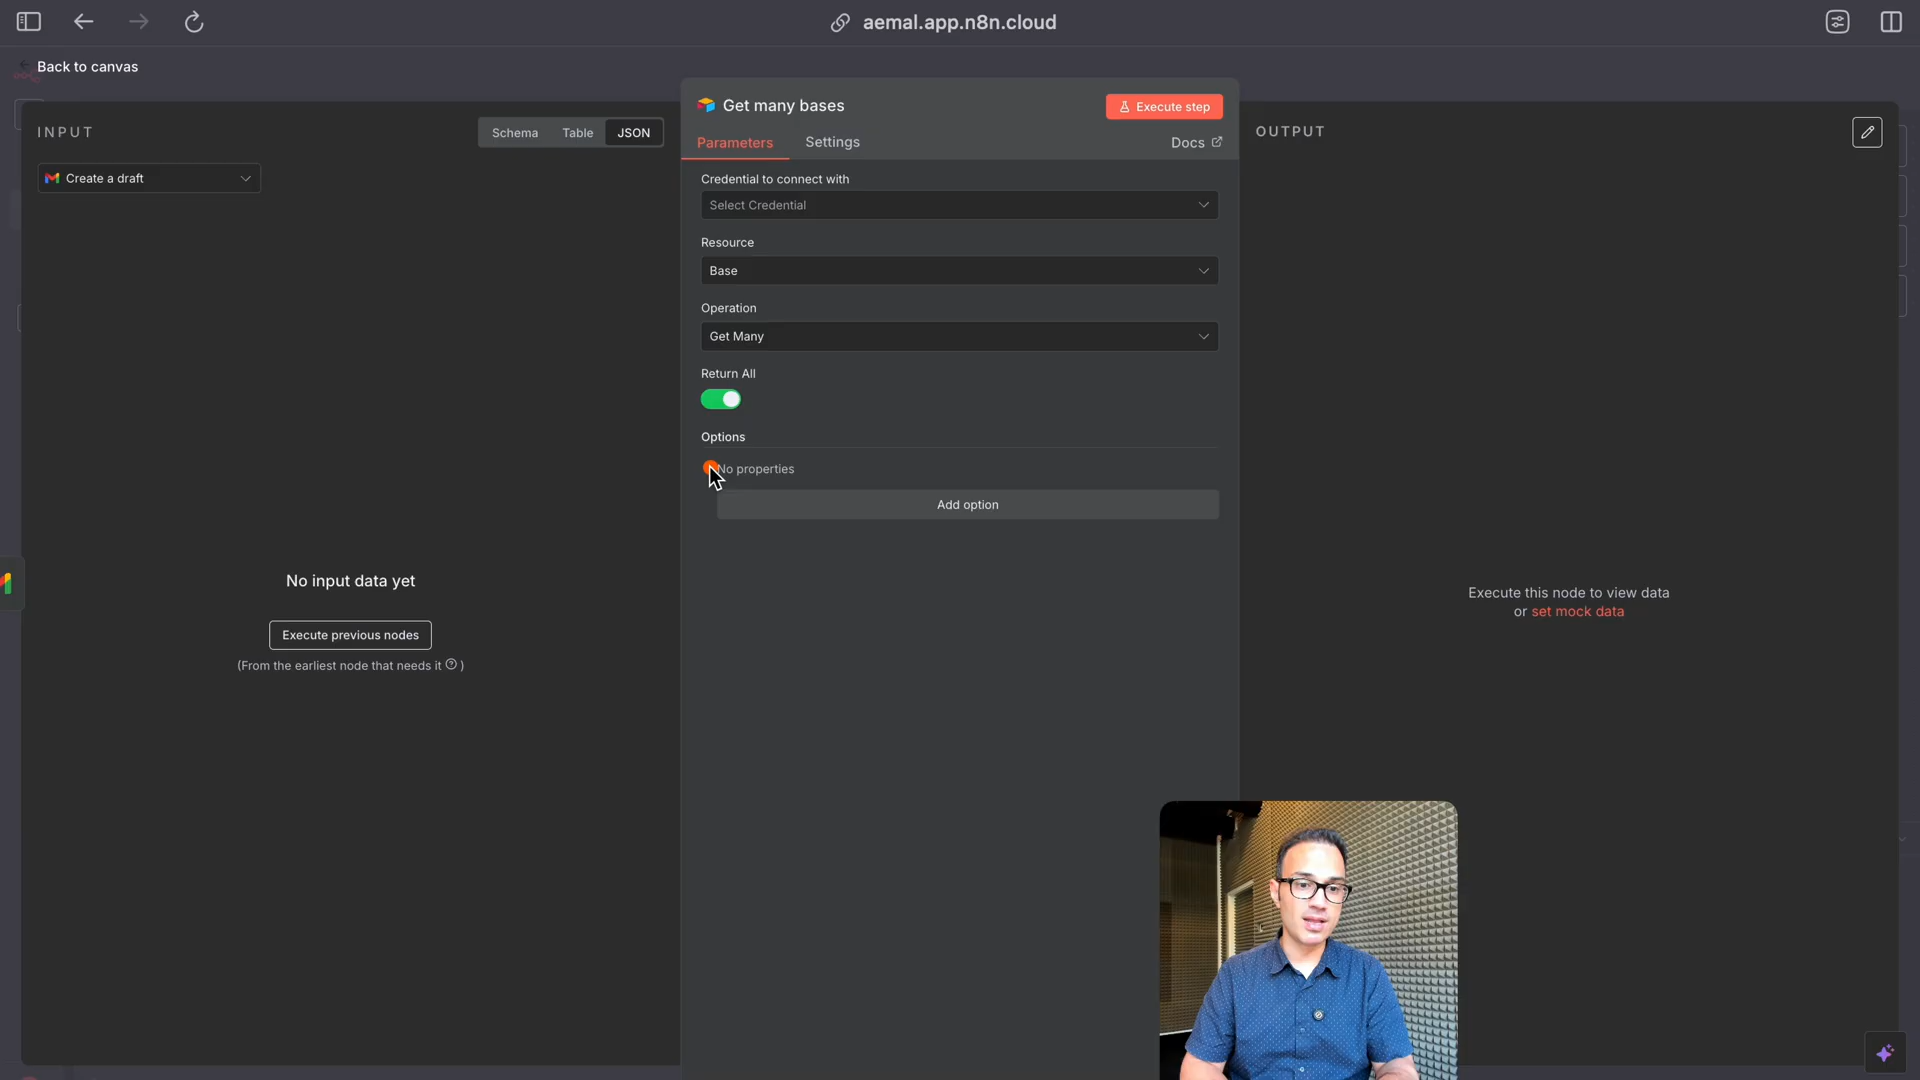 aemal.app.n8n.cloud
Back to canvas
INPUT
Schema
Table
JSON
Create a draft
No input data yet
Execute previous nodes
(From the earliest node that needs it ? )
Get many bases
Execute step
Parameters
Settings
Docs
Credential to connect with
Select Credential
Resource
Base
Operation
Get Many
Return All
Options
No properties
Add option
OUTPUT
Execute this node to view data
or set mock data